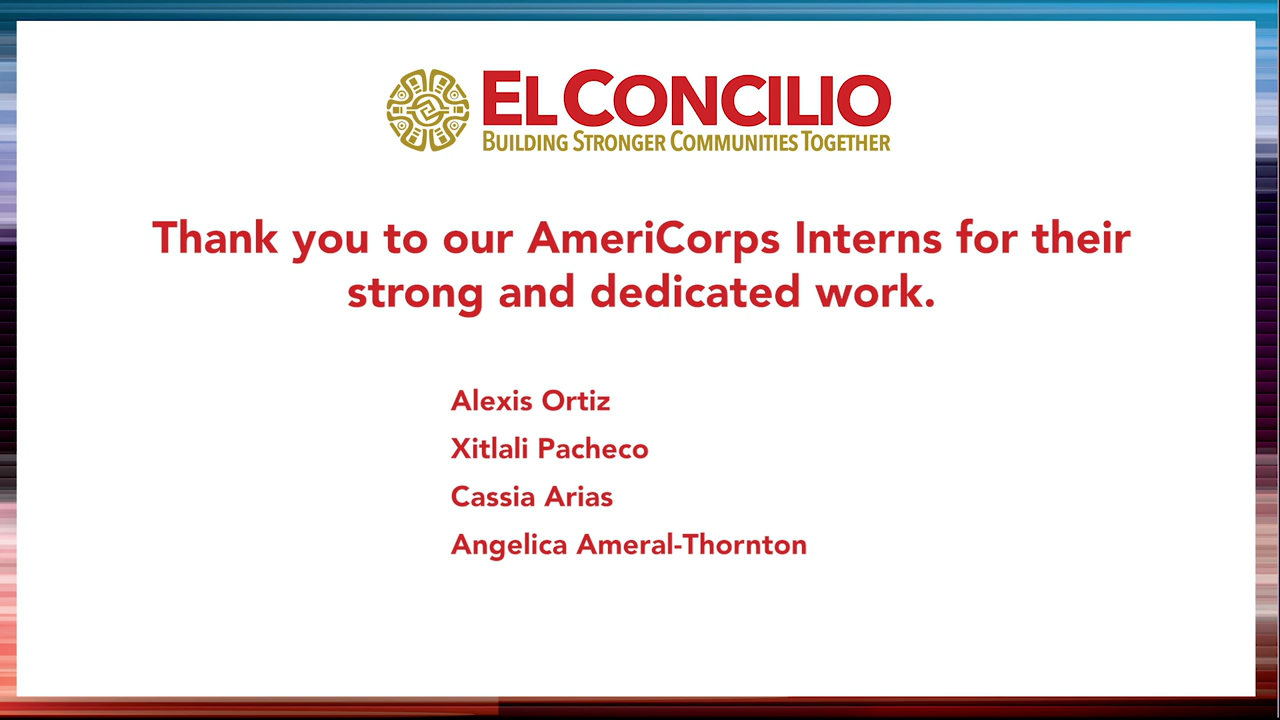 EL CONCILIO
BUILDING STRONGER COMMUNITIES TOGETHER
Thank you to our AmeriCorps Interns for their
strong and dedicated work.
Alexis Ortiz
Xitlali Pacheco
Cassia Arias
Angelica Ameral-Thornton